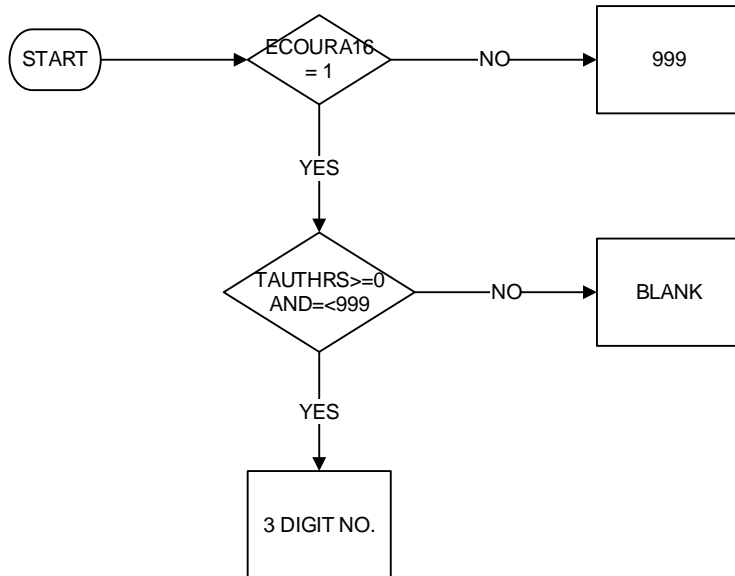 START
ECOURA16
= 1
NO
999
YES
TAUTHRS>=0
AND=<999
NO
BLANK
YES
3 DIGIT NO.